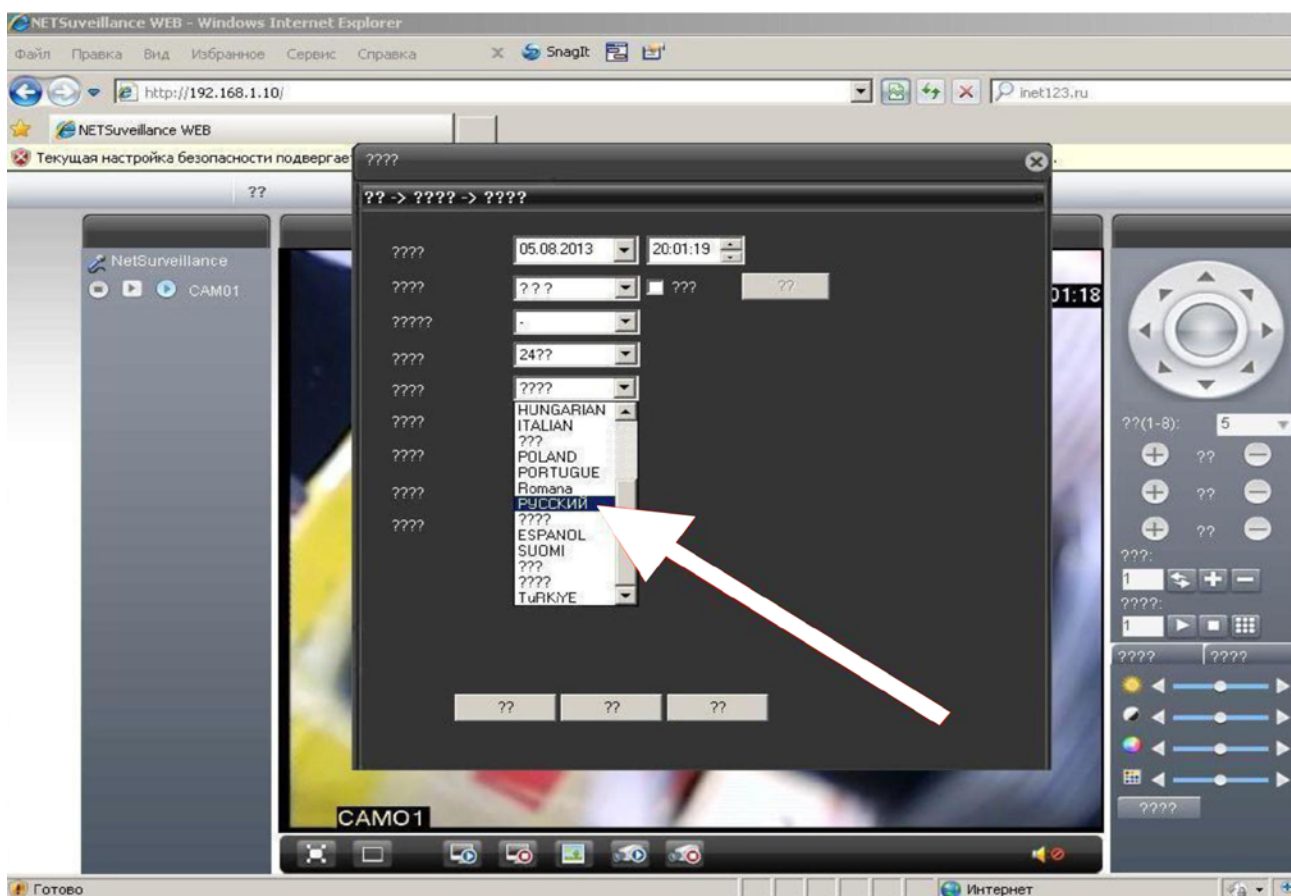 NETSuveillance WEB - Windows Internet Explorer
Файл Правка Вид Избранное Сервис Справка SnagIt
http://192.168.1.10/ inet123.ru
NETSuveillance WEB
Текущая настройка безопасности подвергает
????
??
?? -> ???? -> ????
NetSurveillance
CAM01
???? 05.08.2013 20:01:19
???? ??? ??? ??
01:18
????? -
???? 24??
???? ????
HUNGARIAN
ITALIAN
???
POLAND
PORTUGUE
Romana
РУССКИЙ
????
ESPANOL
SUOMI
???
????
TuRKiYE
????
????
????
????
?? ?? ??
??(1-8): 5
??
??
??
???:
1
????:
1
???? ????
????
CAM01
Готово Интернет